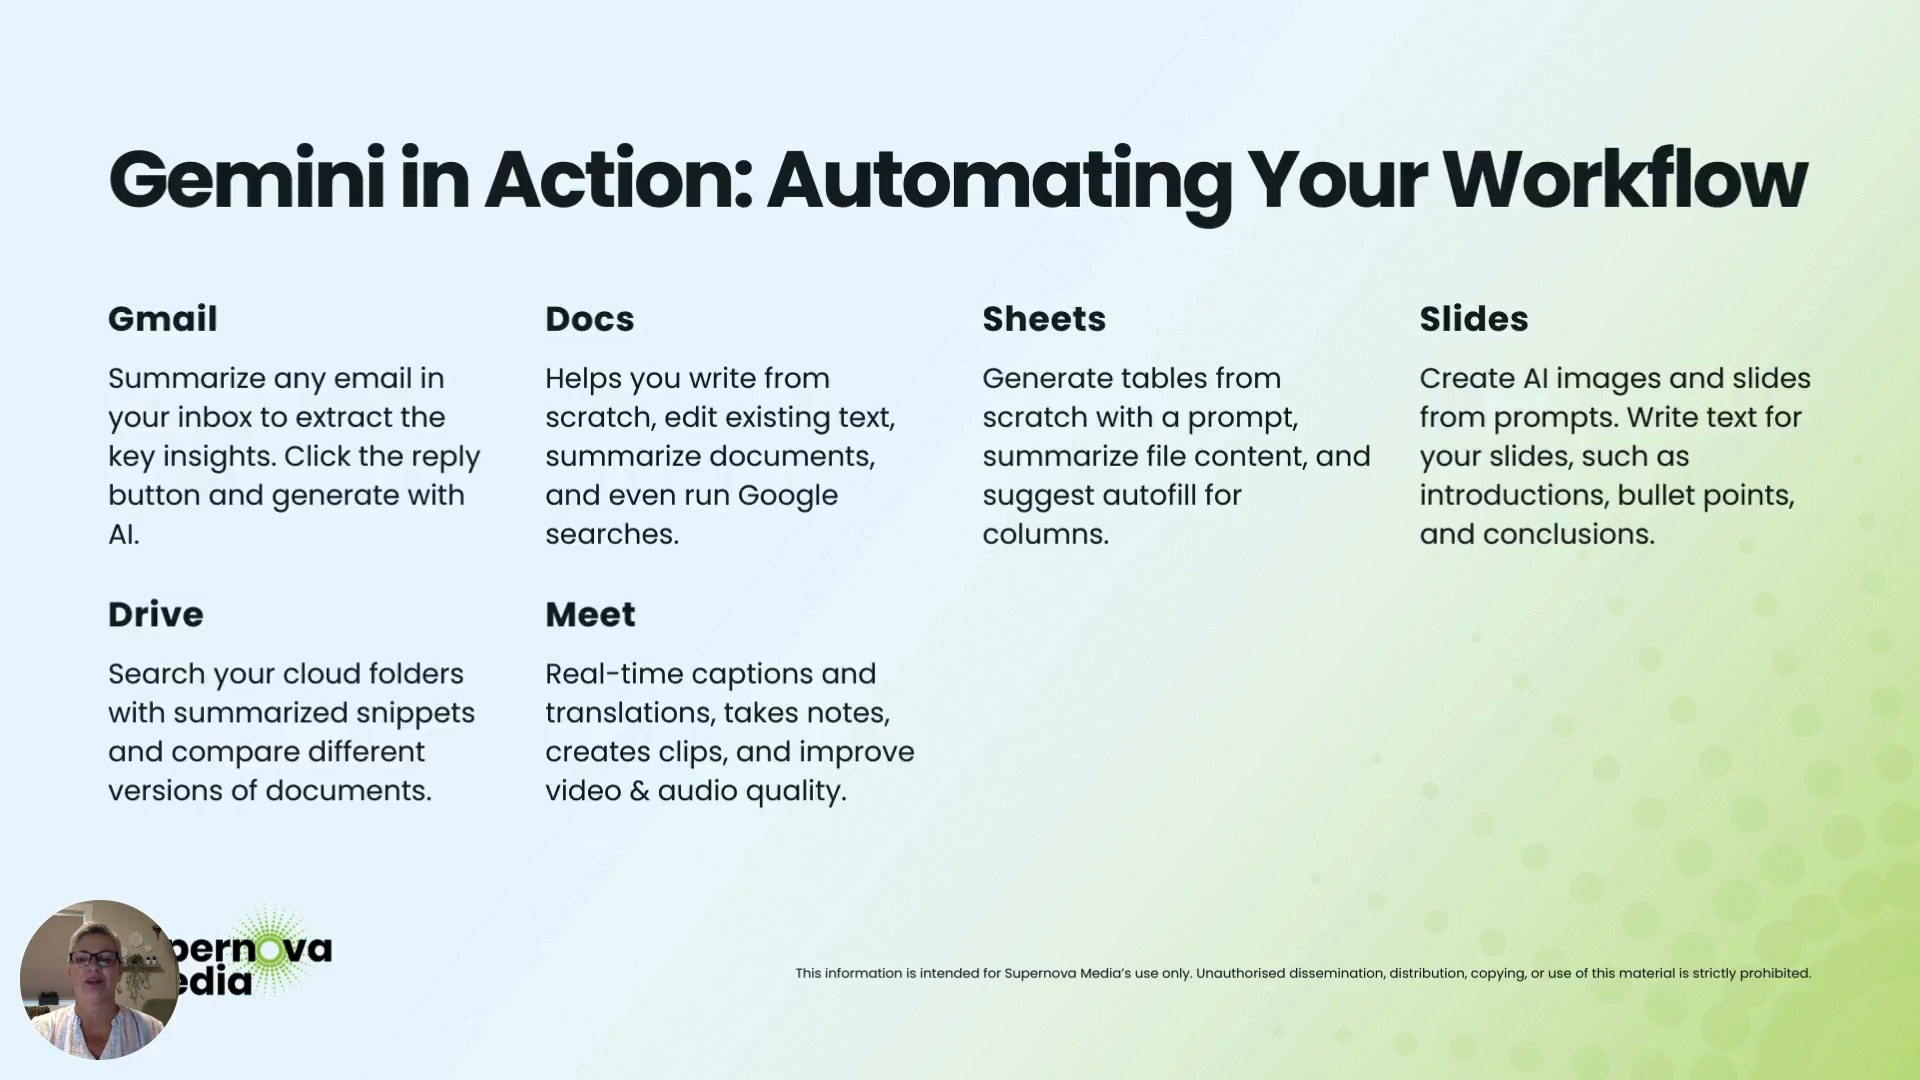 Gemini in Action: Automating Your Workflow
Gmail
Summarize any email in
your inbox to extract the
key insights. Click the reply
button and generate with
AI.
Docs
Helps you write from
scratch, edit existing text,
summarize documents,
and even run Google
searches.
Sheets
Generate tables from
scratch with a prompt,
summarize file content, and
suggest autofill for
columns.
Slides
Create AI images and slides
from prompts. Write text for
your slides, such as
introductions, bullet points,
and conclusions.
Drive
Search your cloud folders
with summarized snippets
and compare different
versions of documents.
Meet
Real-time captions and
translations, takes notes,
creates clips, and improve
video & audio quality.
pernova
edia
This information is intended for Supernova Media's use only. Unauthorised dissemination, distribution, copying, or use of this material is strictly prohibited.